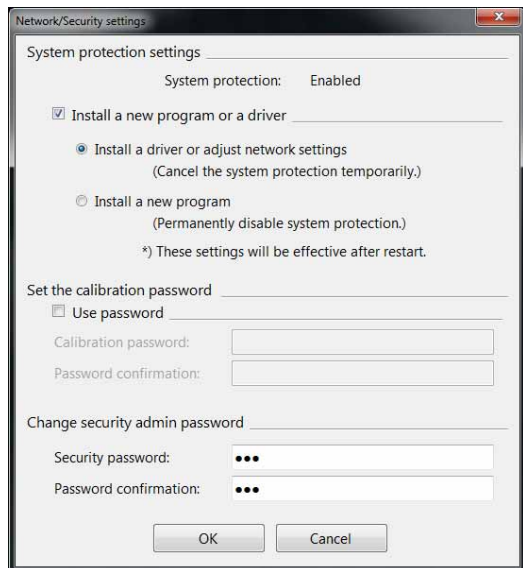 Network/Security settings
System protection settings
System protection: Enabled
Install a new program or a driver
Install a driver or adjust network settings
(Cancel the system protection temporarily.)
Install a new program
(Permanently disable system protection.)
*) These settings will be effective after restart.
Set the calibration password
Use password
Calibration password:
Password confirmation:
Change security admin password
Security password: •••
Password confirmation: •••
OK Cancel